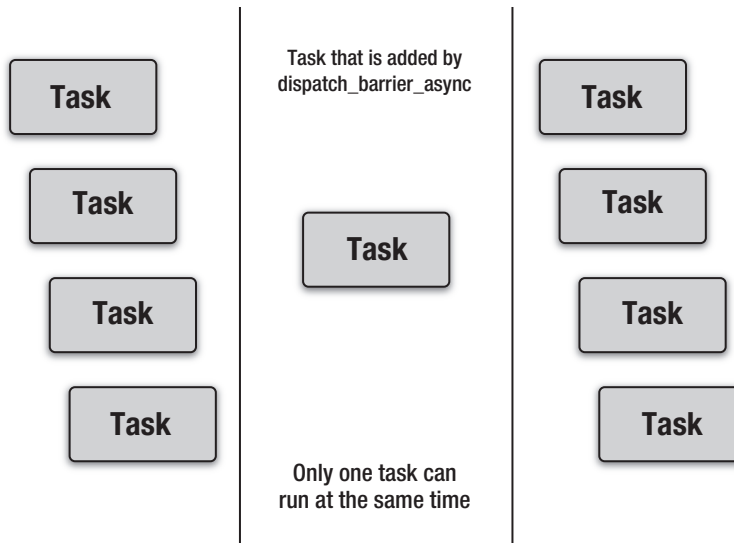 Task
Task
Task
Task
Task that is added by
dispatch_barrier_async
Task
Only one task can
run at the same time
Task
Task
Task
Task